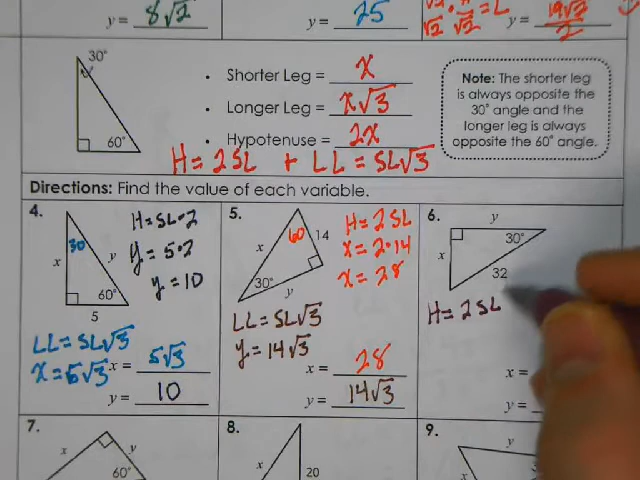 y = 8√2
y = 25
√2 √2 = L
y = 19√2/2
30°
60°
• Shorter Leg = x
• Longer Leg = x√3
• Hypotenuse = 2x
H = 2SL + LL = SL√3
Note: The shorter leg
is always opposite the
30° angle and the
longer leg is always
opposite the 60° angle.
Directions: Find the value of each variable.
4.
30
x
y
60°
5
H = SL • 2
y = 5 • 2
y = 10
LL = SL√3
x = 5√3
x = 5√3
y = 10
5.
60
14
x
30°
y
H = 2SL
x = 2 • 14
x = 28
LL = SL√3
y = 14√3
x = 28
y = 14√3
6.
y
30°
x
32
H = 2SL
x =
y =
7.
x
y
60°
8.
x
20
9.
y
x